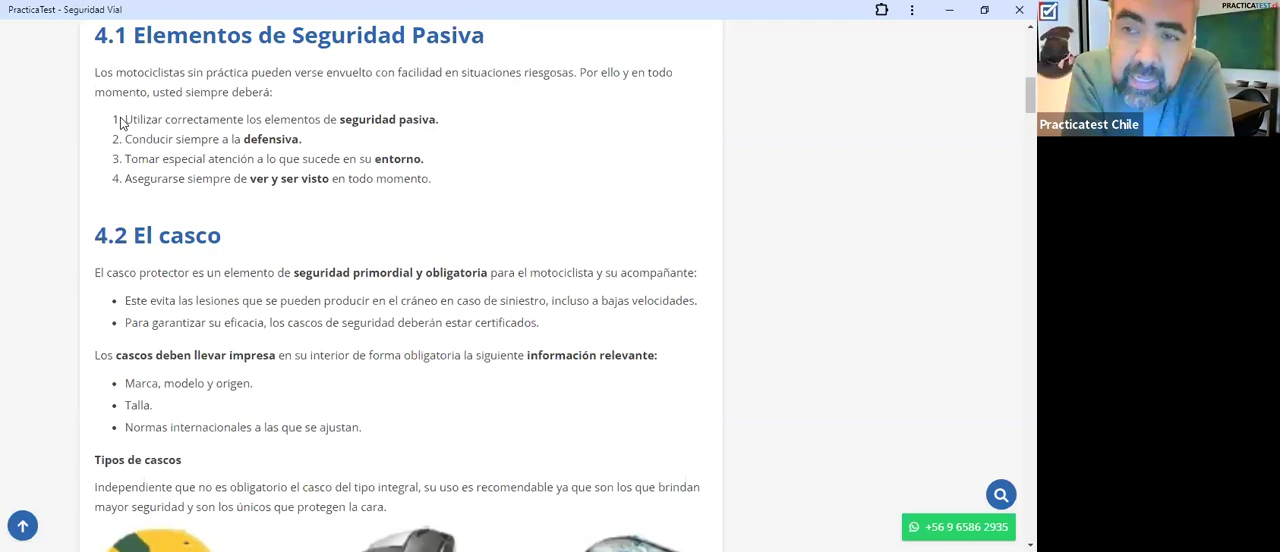 PracticaTest - Seguridad Vial
PRACTICATEST
4.1 Elementos de Seguridad Pasiva
Los motociclistas sin práctica pueden verse envuelto con facilidad en situaciones riesgosas. Por ello y en todo
momento, usted siempre deberá:
1. Utilizar correctamente los elementos de seguridad pasiva.
2. Conducir siempre a la defensiva.
3. Tomar especial atención a lo que sucede en su entorno.
4. Asegurarse siempre de ver y ser visto en todo momento.
Practicatest Chile
4.2 El casco
El casco protector es un elemento de seguridad primordial y obligatoria para el motociclista y su acompañante:
• Este evita las lesiones que se pueden producir en el cráneo en caso de siniestro, incluso a bajas velocidades.
• Para garantizar su eficacia, los cascos de seguridad deberán estar certificados.
Los cascos deben llevar impresa en su interior de forma obligatoria la siguiente información relevante:
• Marca, modelo y origen.
• Talla.
• Normas internacionales a las que se ajustan.
Tipos de cascos
Independiente que no es obligatorio el casco del tipo integral, su uso es recomendable ya que son los que brindan
mayor seguridad y son los únicos que protegen la cara.
+56 9 6586 2935